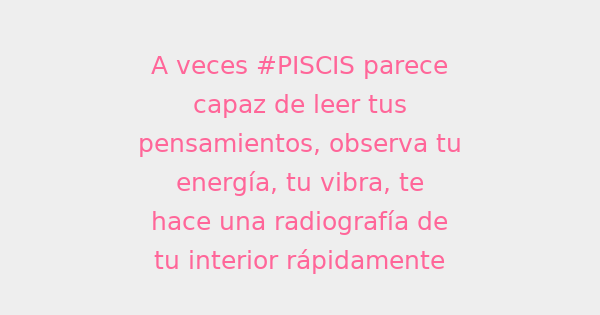 A veces #PISCIS parece
capaz de leer tus
pensamientos, observa tu
energía, tu vibra, te
hace una radiografía de
tu interior rápidamente